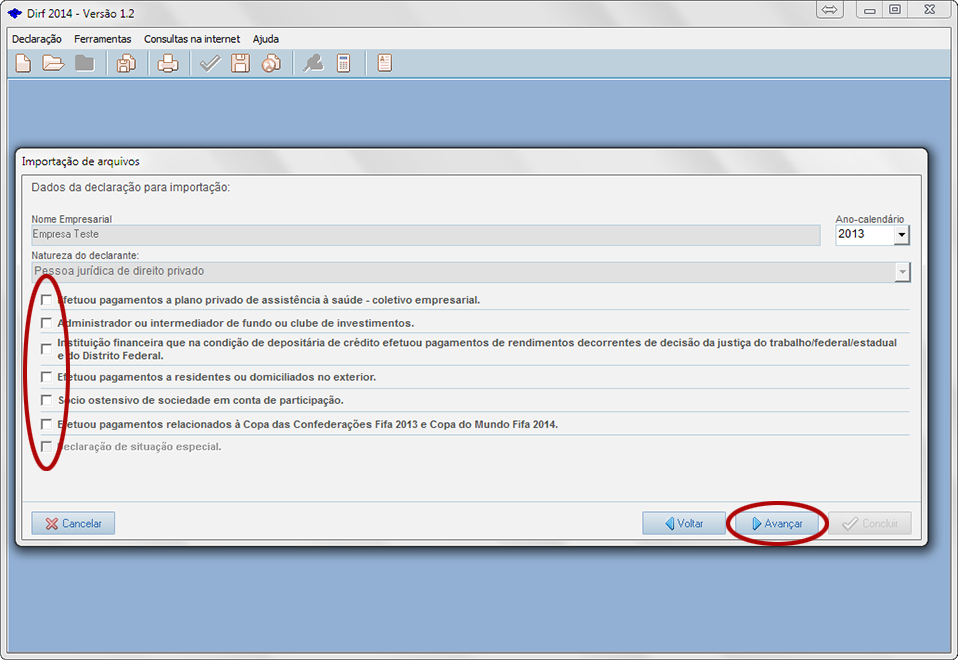 Dirf 2014 - Versão 1.2
Declaração Ferramentas Consultas na internet Ajuda
Importação de arquivos
Dados da declaração para importação:
Nome Empresarial Ano-calendário
Empresa Teste 2013
Natureza do declarante:
Pessoa jurídica de direito privado
Efetuou pagamentos a plano privado de assistência à saúde - coletivo empresarial.
Administrador ou intermediador de fundo ou clube de investimentos.
Instituição financeira que na condição de depositária de crédito efetuou pagamentos de rendimentos decorrentes de decisão da justiça do trabalho/federal/estadual
e do Distrito Federal.
Efetuou pagamentos a residentes ou domiciliados no exterior.
Sócio ostensivo de sociedade em conta de participação.
Efetuou pagamentos relacionados à Copa das Confederações Fifa 2013 e Copa do Mundo Fifa 2014.
Declaração de situação especial.
Cancelar Voltar Avançar Concluir